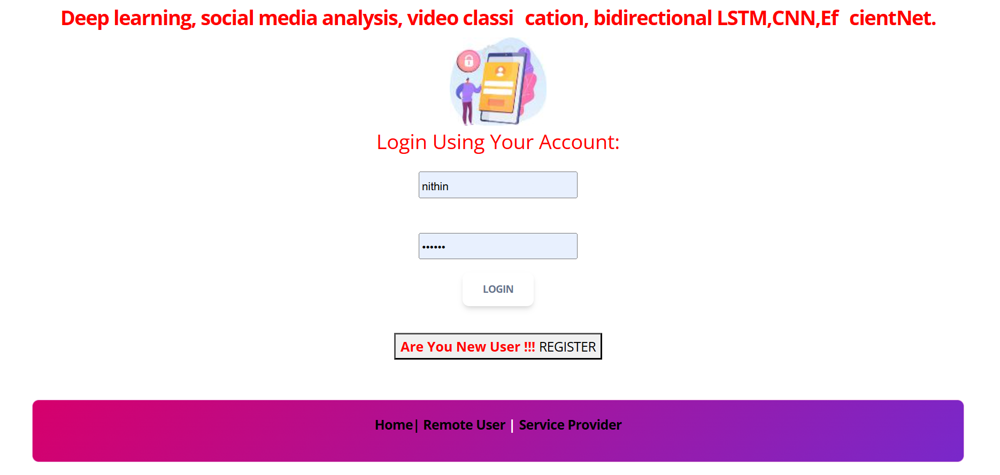 Deep learning, social media analysis, video classi cation, bidirectional LSTM,CNN,Ef cientNet.
Login Using Your Account:
nithin
••••••
LOGIN
Are You New User !!! REGISTER
Home| Remote User | Service Provider